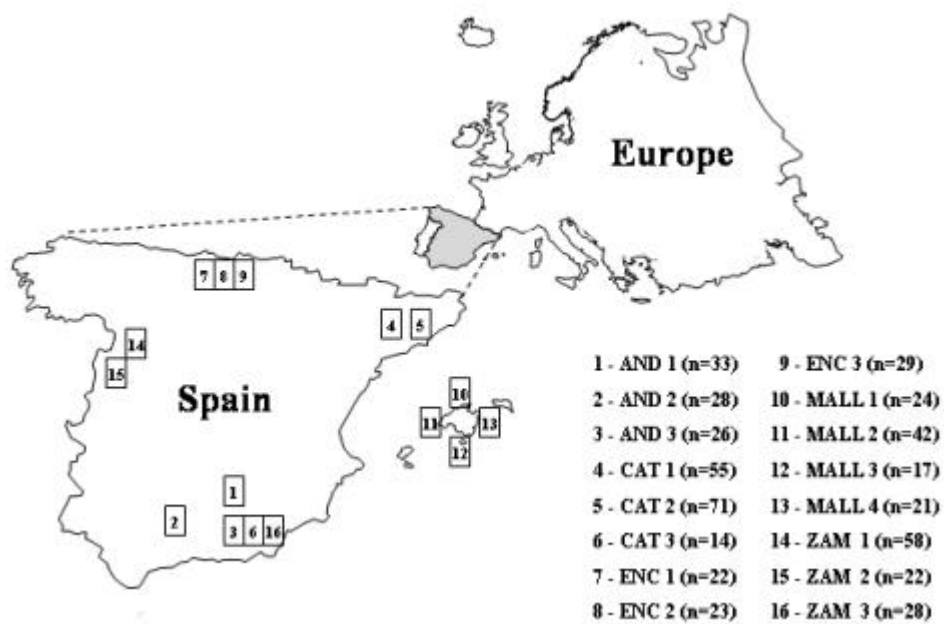 Europe
7 8 9
4 5
14
15
Spain
10
11 13
12
1
2
3 6 16
1 - AND 1 (n=33)
2 - AND 2 (n=28)
3 - AND 3 (n=26)
4 - CAT 1 (n=55)
5 - CAT 2 (n=71)
6 - CAT 3 (n=14)
7 - ENC 1 (n=22)
8 - ENC 2 (n=23)
9 - ENC 3 (n=29)
10 - MALL 1 (n=24)
11 - MALL 2 (n=42)
12 - MALL 3 (n=17)
13 - MALL 4 (n=21)
14 - ZAM 1 (n=58)
15 - ZAM 2 (n=22)
16 - ZAM 3 (n=28)